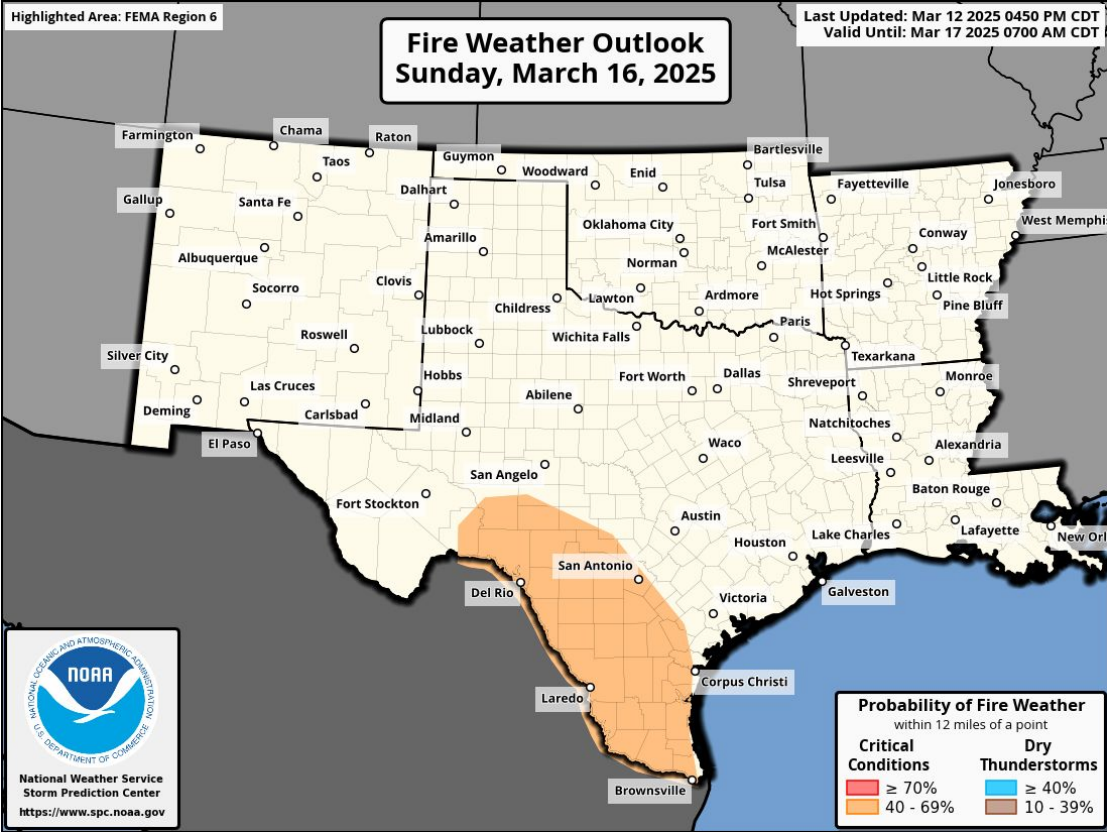 Highlighted Area: FEMA Region 6
Last Updated: Mar 12 2025 0450 PM CDT
Valid Until: Mar 17 2025 0700 AM CDT
Fire Weather Outlook
Sunday, March 16, 2025
Farmington
Chama
Raton
Taos
Guymon
Woodward
Enid
Bartlesville
Tulsa
Fayetteville
Jonesboro
Gallup
Santa Fe
Dalhart
Oklahoma City
Fort Smith
West Memphis
Conway
Albuquerque
Amarillo
Norman
McAlester
Little Rock
Socorro
Clovis
Childress
Lawton
Ardmore
Hot Springs
Pine Bluff
Roswell
Lubbock
Wichita Falls
Paris
Texarkana
Silver City
Las Cruces
Hobbs
Abilene
Fort Worth
Dallas
Shreveport
Monroe
Deming
Carlsbad
Midland
Natchitoches
El Paso
Waco
Alexandria
Leesville
San Angelo
Fort Stockton
Baton Rouge
Austin
Houston
Lake Charles
Lafayette
New Orl
San Antonio
Del Rio
Victoria
Galveston
Laredo
Corpus Christi
Brownsville
NATIONAL OCEANIC AND ATMOSPHERIC ADMINISTRATION
NOAA
U.S. DEPARTMENT OF COMMERCE
National Weather Service
Storm Prediction Center
https://www.spc.noaa.gov
Probability of Fire Weather
within 12 miles of a point
Critical Conditions
≥ 70%
40 - 69%
Dry Thunderstorms
≥ 40%
10 - 39%